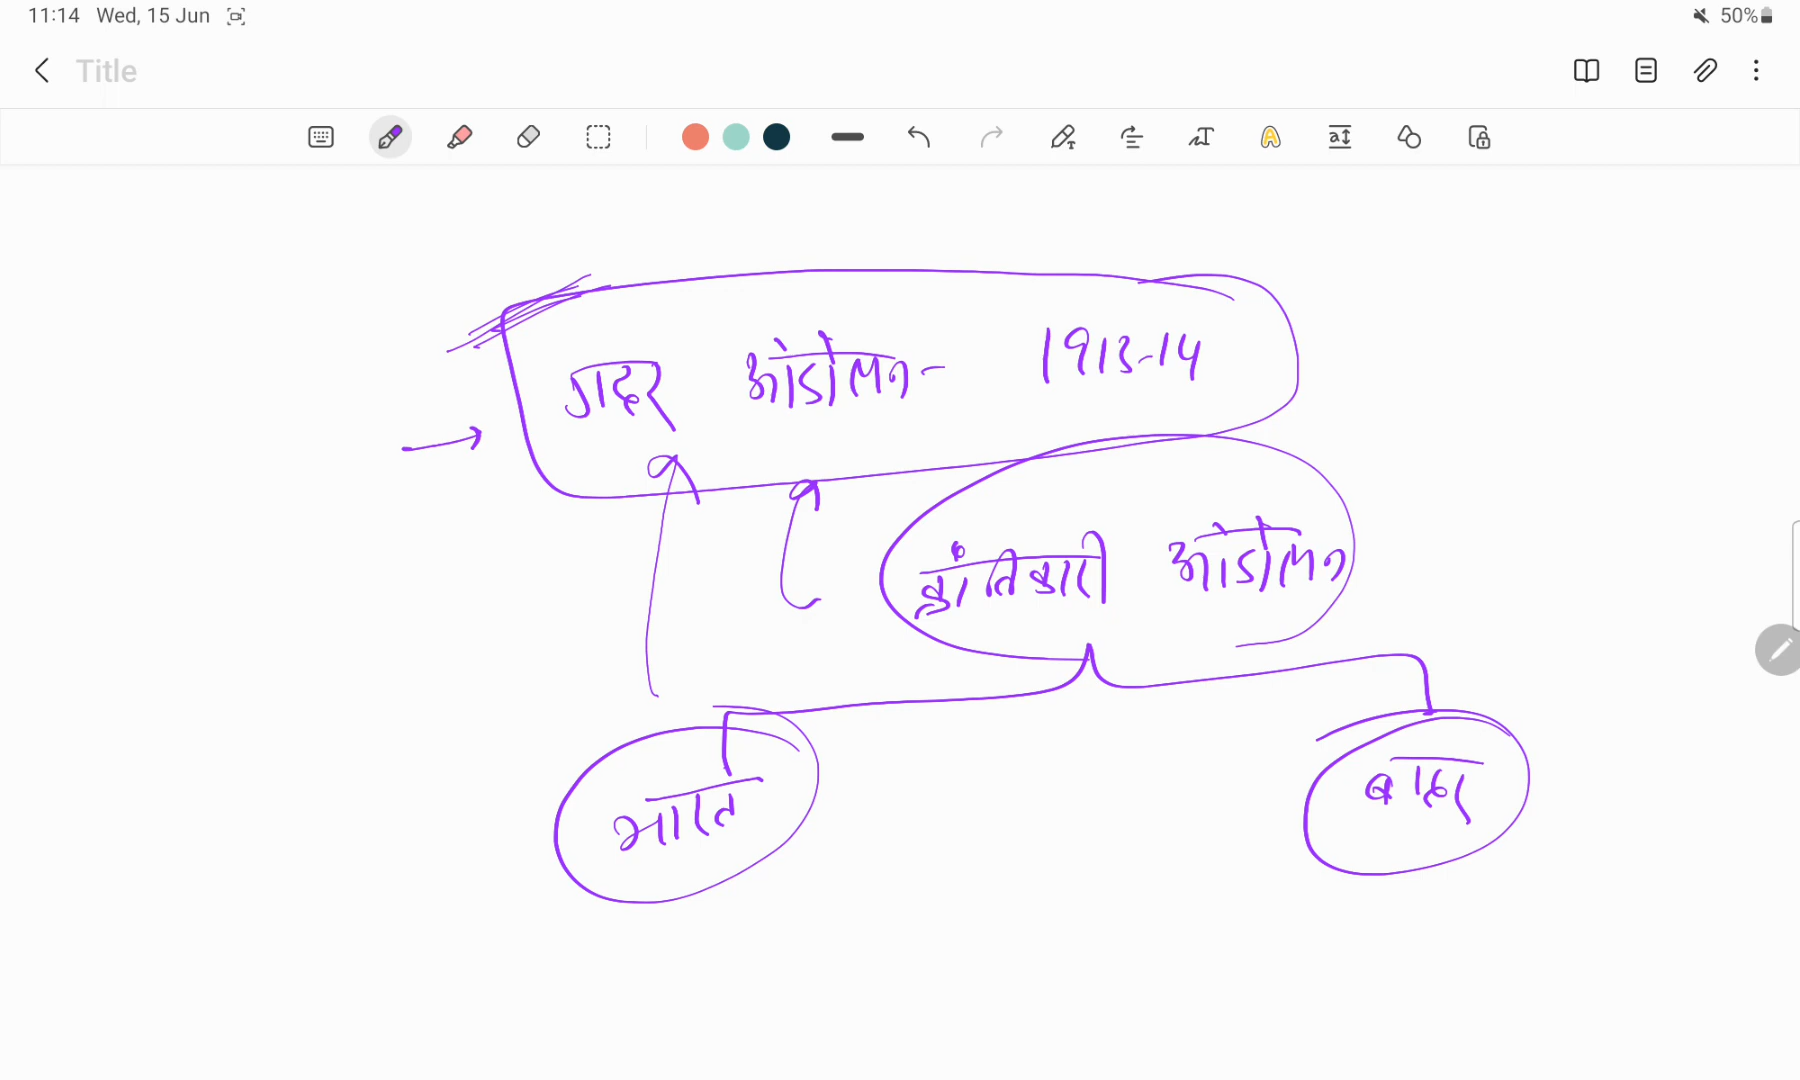 11:14 Wed, 15 Jun 50%
Title
गदर आंडोलन- 1913-14
क्रांतिकारी आंडोलन
भारत
बाहर